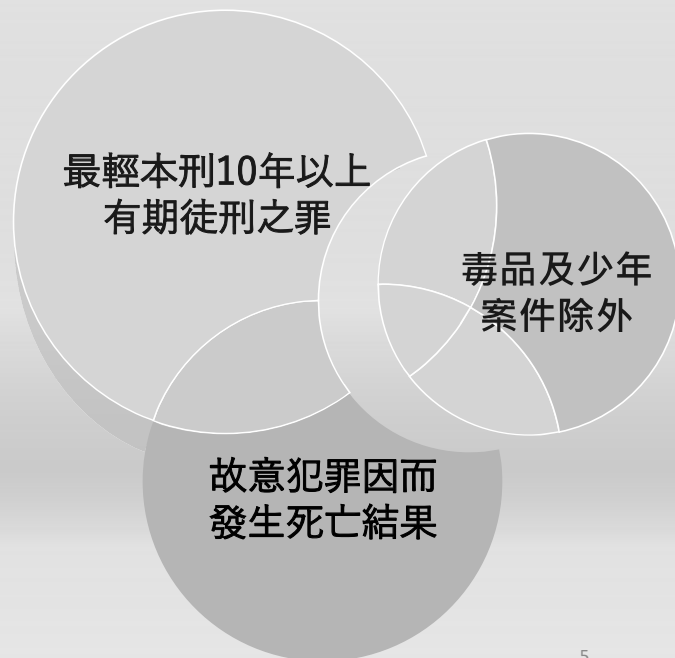 最輕本刑10年以上
有期徒刑之罪
毒品及少年
案件除外
故意犯罪因而
發生死亡結果
5